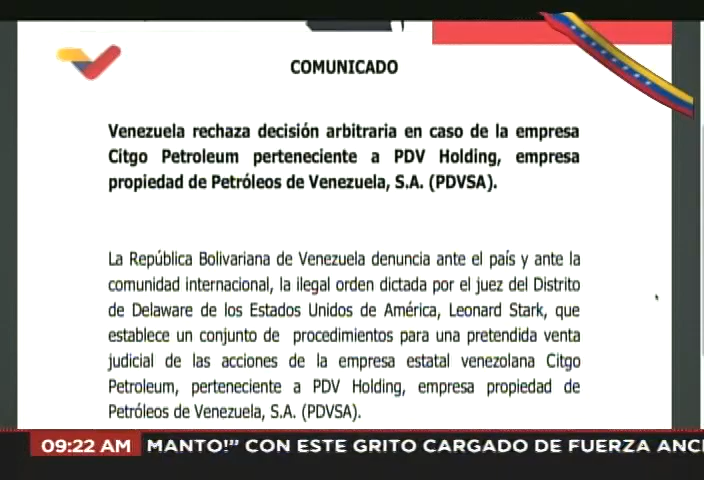 COMUNICADO
Venezuela rechaza decisión arbitraria en caso de la empresa
Citgo Petroleum perteneciente a PDV Holding, empresa
propiedad de Petróleos de Venezuela, S.A. (PDVSA).
La República Bolivariana de Venezuela denuncia ante el país y ante la
comunidad internacional, la ilegal orden dictada por el juez del Distrito
de Delaware de los Estados Unidos de América, Leonard Stark, que
establece un conjunto de procedimientos para una pretendida venta
judicial de las acciones de la empresa estatal venezolana Citgo
Petroleum, perteneciente a PDV Holding, empresa propiedad de
Petróleos de Venezuela, S.A. (PDVSA).
09:22 AM MANTO!” CON ESTE GRITO CARGADO DE FUERZA ANC